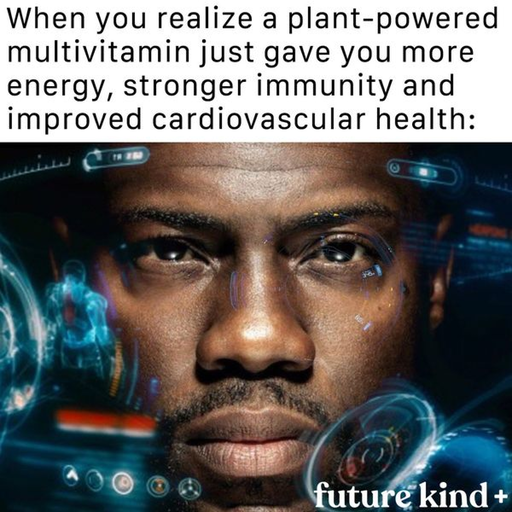 When you realize a plant-powered
multivitamin just gave you more
energy, stronger immunity and
improved cardiovascular health:
future kind+